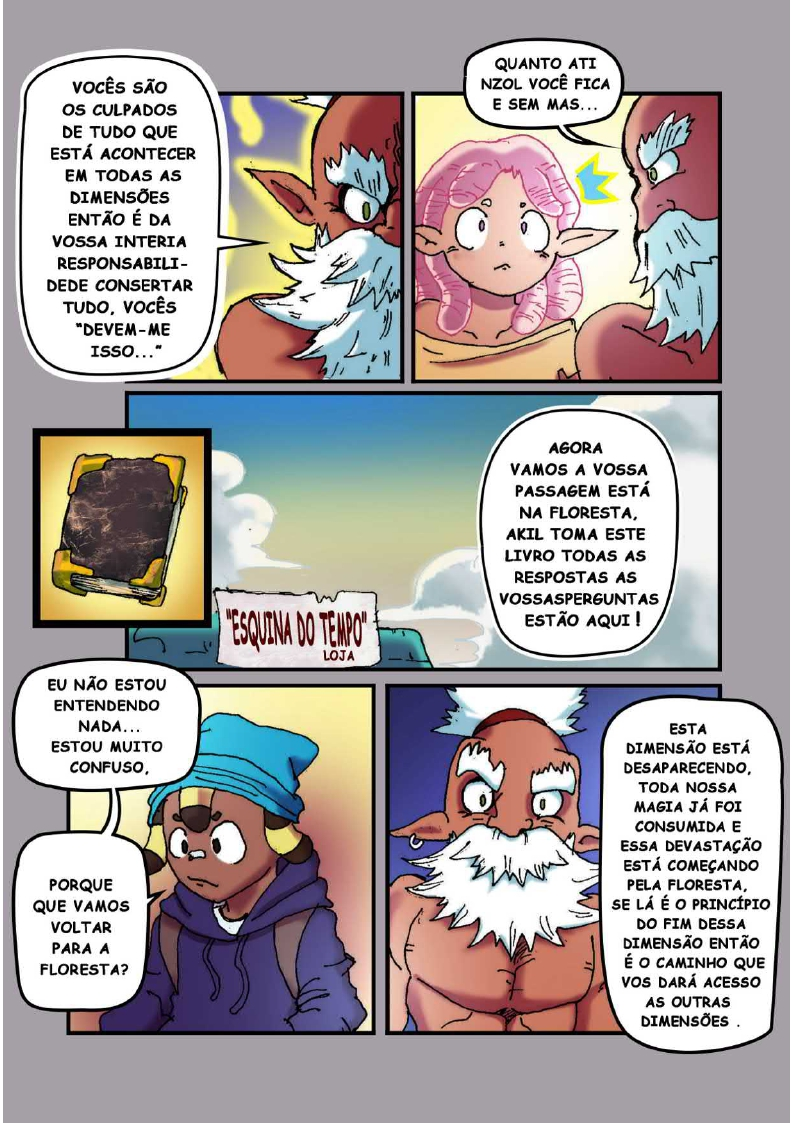 VOCÊS SÃO
OS CULPADOS
DE TUDO QUE
ESTÁ ACONTECER
EM TODAS AS
DIMENSÕES
ENTÃO É DA
VOSSA INTERIA
RESPONSABILI-
DEDE CONSERTAR
TUDO, VOCÊS
"DEVEM-ME
ISSO..."
QUANTO ATI
NZOL VOCÊ FICA
E SEM MAS...
AGORA
VAMOS A VOSSA
PASSAGEM ESTÁ
NA FLORESTA,
AKIL TOMA ESTE
LIVRO TODAS AS
RESPOSTAS AS
VOSSASPERGUNTAS
ESTÃO AQUI !
"ESQUINA DO TEMPO"
LOJA
EU NÃO ESTOU
ENTENDENDO
NADA...
ESTOU MUITO
CONFUSO,
PORQUE
QUE VAMOS
VOLTAR
PARA A
FLORESTA?
ESTA
DIMENSÃO ESTÁ
DESAPARECENDO,
TODA NOSSA
MAGIA JÁ FOI
CONSUMIDA E
ESSA DEVASTAÇÃO
ESTÁ COMEÇANDO
PELA FLORESTA,
SE LÁ É O PRINCÍPIO
DO FIM DESSA
DIMENSÃO ENTÃO
É O CAMINHO QUE
VOS DARÁ ACESSO
AS OUTRAS
DIMENSÕES .